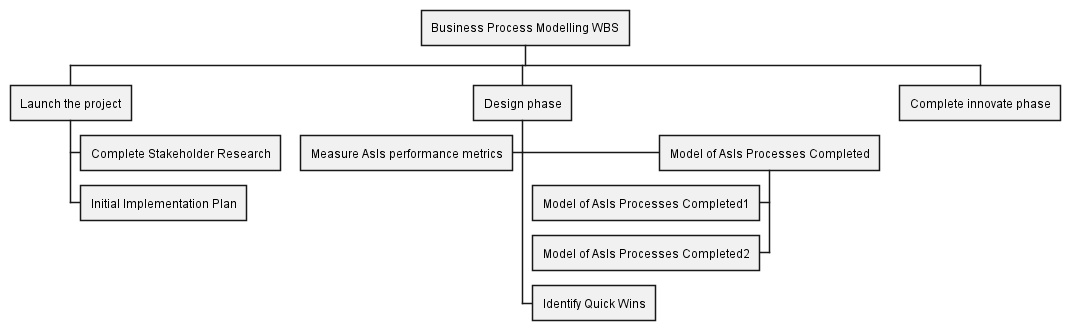 Business Process Modelling WBS
Launch the project
Design phase
Complete innovate phase
Complete Stakeholder Research
Measure AsIs performance metrics
Model of AsIs Processes Completed
Initial Implementation Plan
Model of AsIs Processes Completed1
Model of AsIs Processes Completed2
Identify Quick Wins